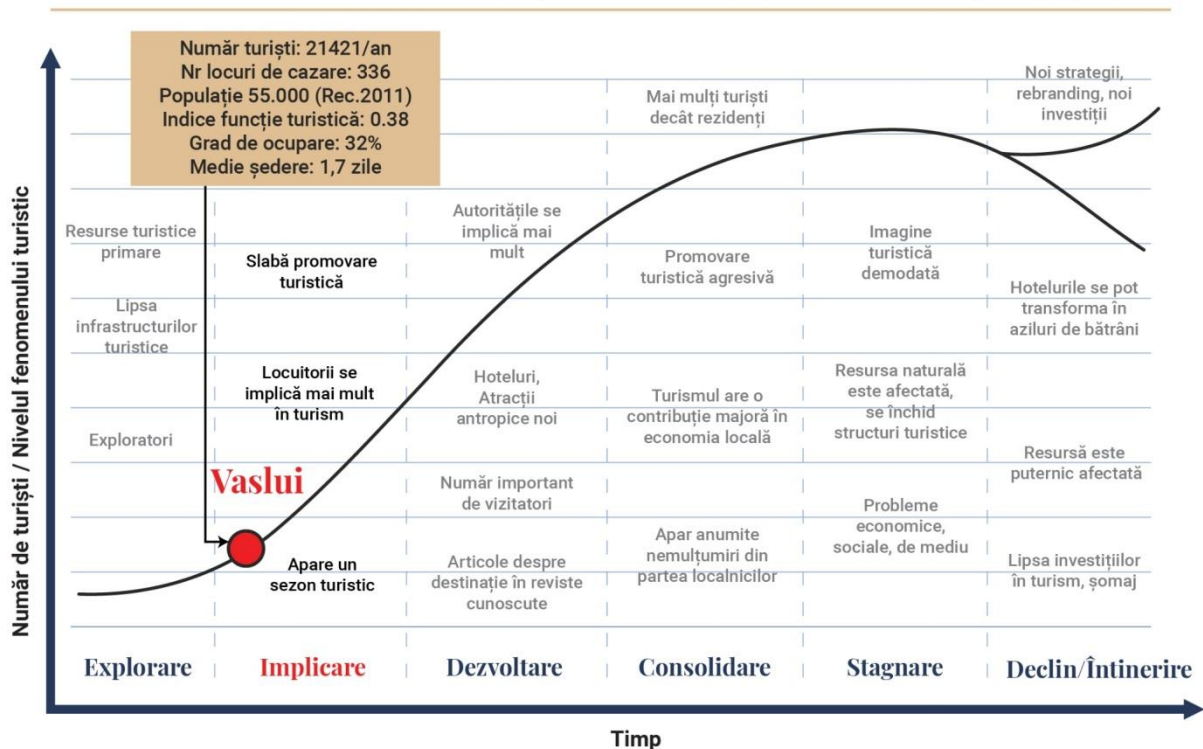 Număr turiști: 21421/an
Nr locuri de cazare: 336
Populație 55.000 (Rec.2011)
Indice funcție turistică: 0.38
Grad de ocupare: 32%
Medie ședere: 1,7 zile
Număr de turiști / Nivelul fenomenului turistic
Resurse turistice
primare
Lipsa
infrastructurilor
turistice
Exploratori
Slabă promovare
turistică
Locuitorii se
implică mai mult
în turism
Vaslui
Apare un
sezon turistic
Autoritățile se
implică mai
mult
Hoteluri,
Atracții
antropice noi
Număr important
de vizitatori
Articole despre
destinație în reviste
cunoscute
Mai mulți turiști
decât rezidenți
Promovare
turistică agresivă
Turismul are o
contribuție majoră în
economia locală
Apar anumite
nemulțumiri din
partea localnicilor
Imagine
turistică
demodată
Resursa naturală
este afectată,
se închid
structuri turistice
Probleme
economice,
sociale, de mediu
Noi strategii,
rebranding, noi
investiții
Hotelurile se pot
transforma în
aziluri de bătrâni
Resursă este
puternic afectată
Lipsa investițiilor
în turism, șomaj
Explorare
Implicare
Dezvoltare
Consolidare
Stagnare
Declin/Întinerire
Timp